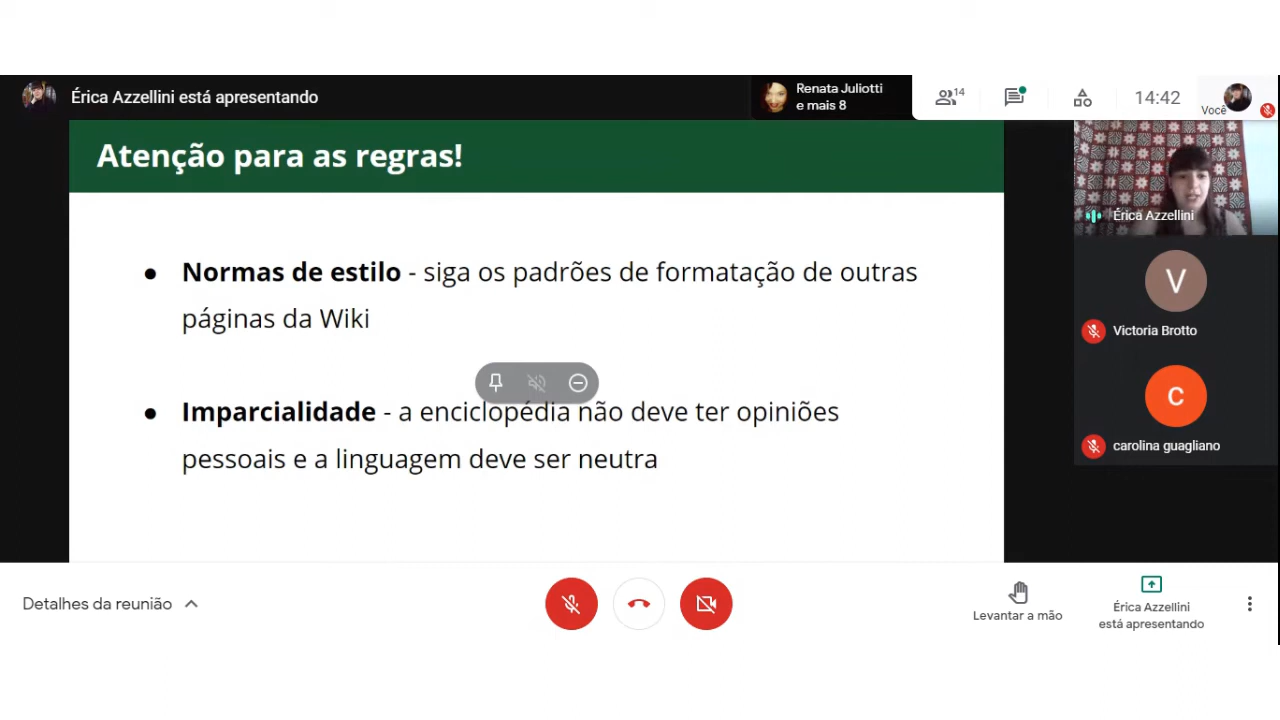 Érica Azzellini está apresentando
Renata Juliotti
e mais 8
14
14:42
Você
Atenção para as regras!
Érica Azzellini
● Normas de estilo - siga os padrões de formatação de outras
páginas da Wiki
V
Victoria Brotto
● Imparcialidade - a enciclopédia não deve ter opiniões
pessoais e a linguagem deve ser neutra
C
carolina guagliano
Detalhes da reunião
Levantar a mão
Érica Azzellini
está apresentando